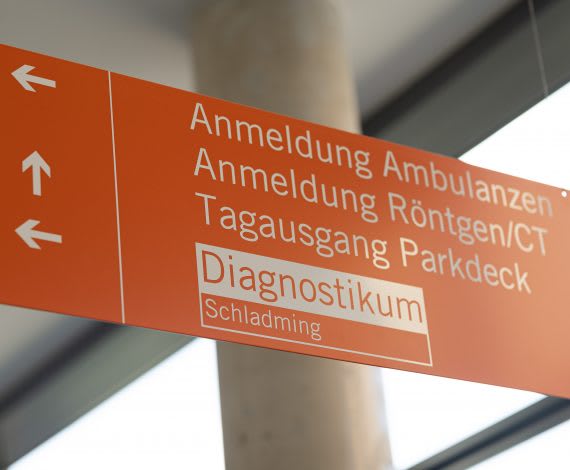 Anmeldung Ambulanzen
Anmeldung Röntgen/CT
Tagausgang Parkdeck
Diagnostikum
Schladming